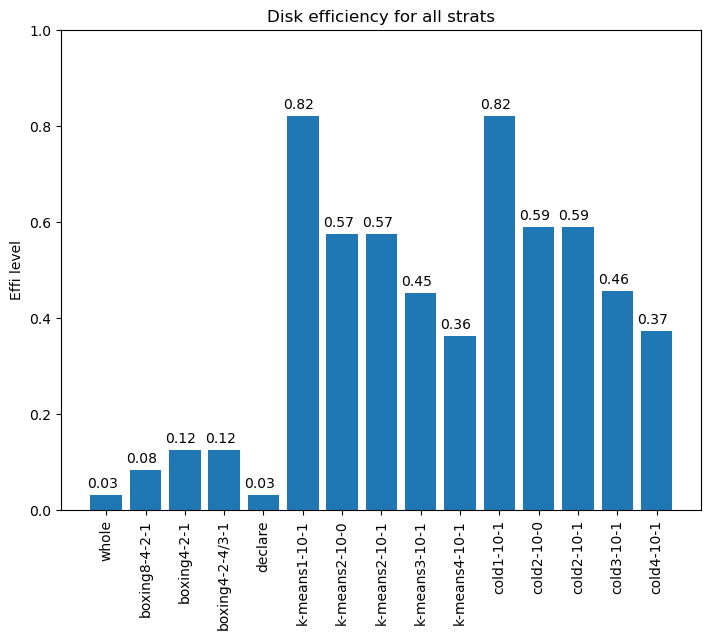 Disk efficiency for all strats
Effi level
1.0
0.8
0.6
0.4
0.2
0.0
0.03
0.08
0.12
0.12
0.03
0.82
0.57
0.57
0.45
0.36
0.82
0.59
0.59
0.46
0.37
whole
boxing8-4-2-1
boxing4-2-1
boxing4-2-4/3-1
declare
k-means1-10-1
k-means2-10-0
k-means2-10-1
k-means3-10-1
k-means4-10-1
cold1-10-1
cold2-10-0
cold2-10-1
cold3-10-1
cold4-10-1